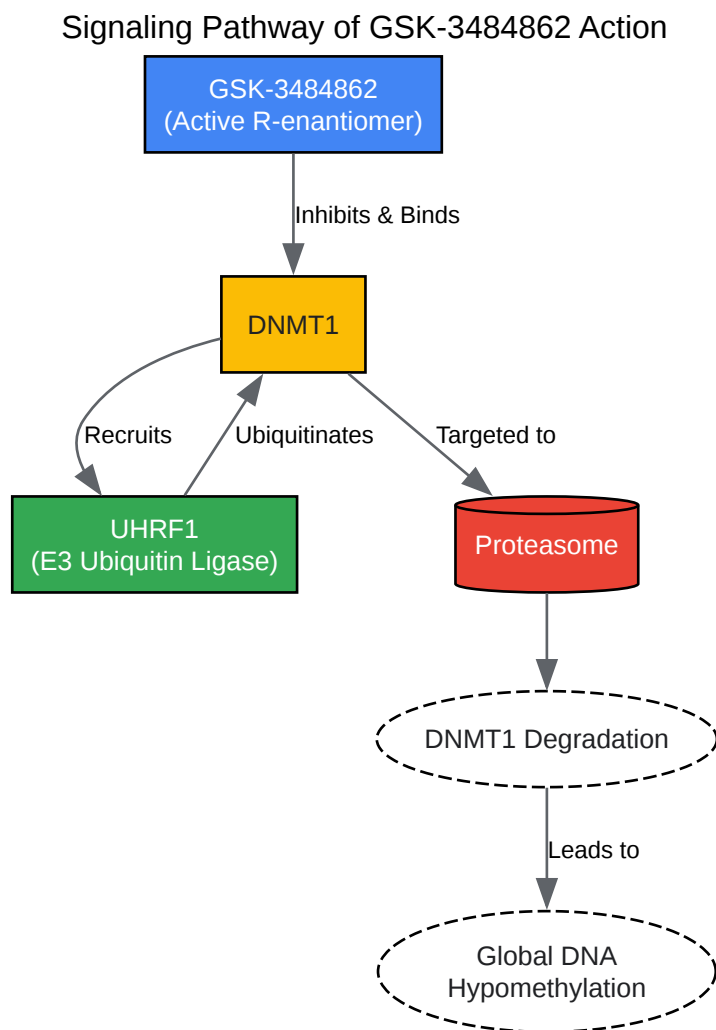 Signaling Pathway of GSK-3484862 Action
GSK-3484862
(Active R-enantiomer)
Inhibits & Binds
DNMT1
Recruits
Ubiquitinates
Targeted to
UHRF1
(E3 Ubiquitin Ligase)
Proteasome
DNMT1 Degradation
Leads to
Global DNA
Hypomethylation